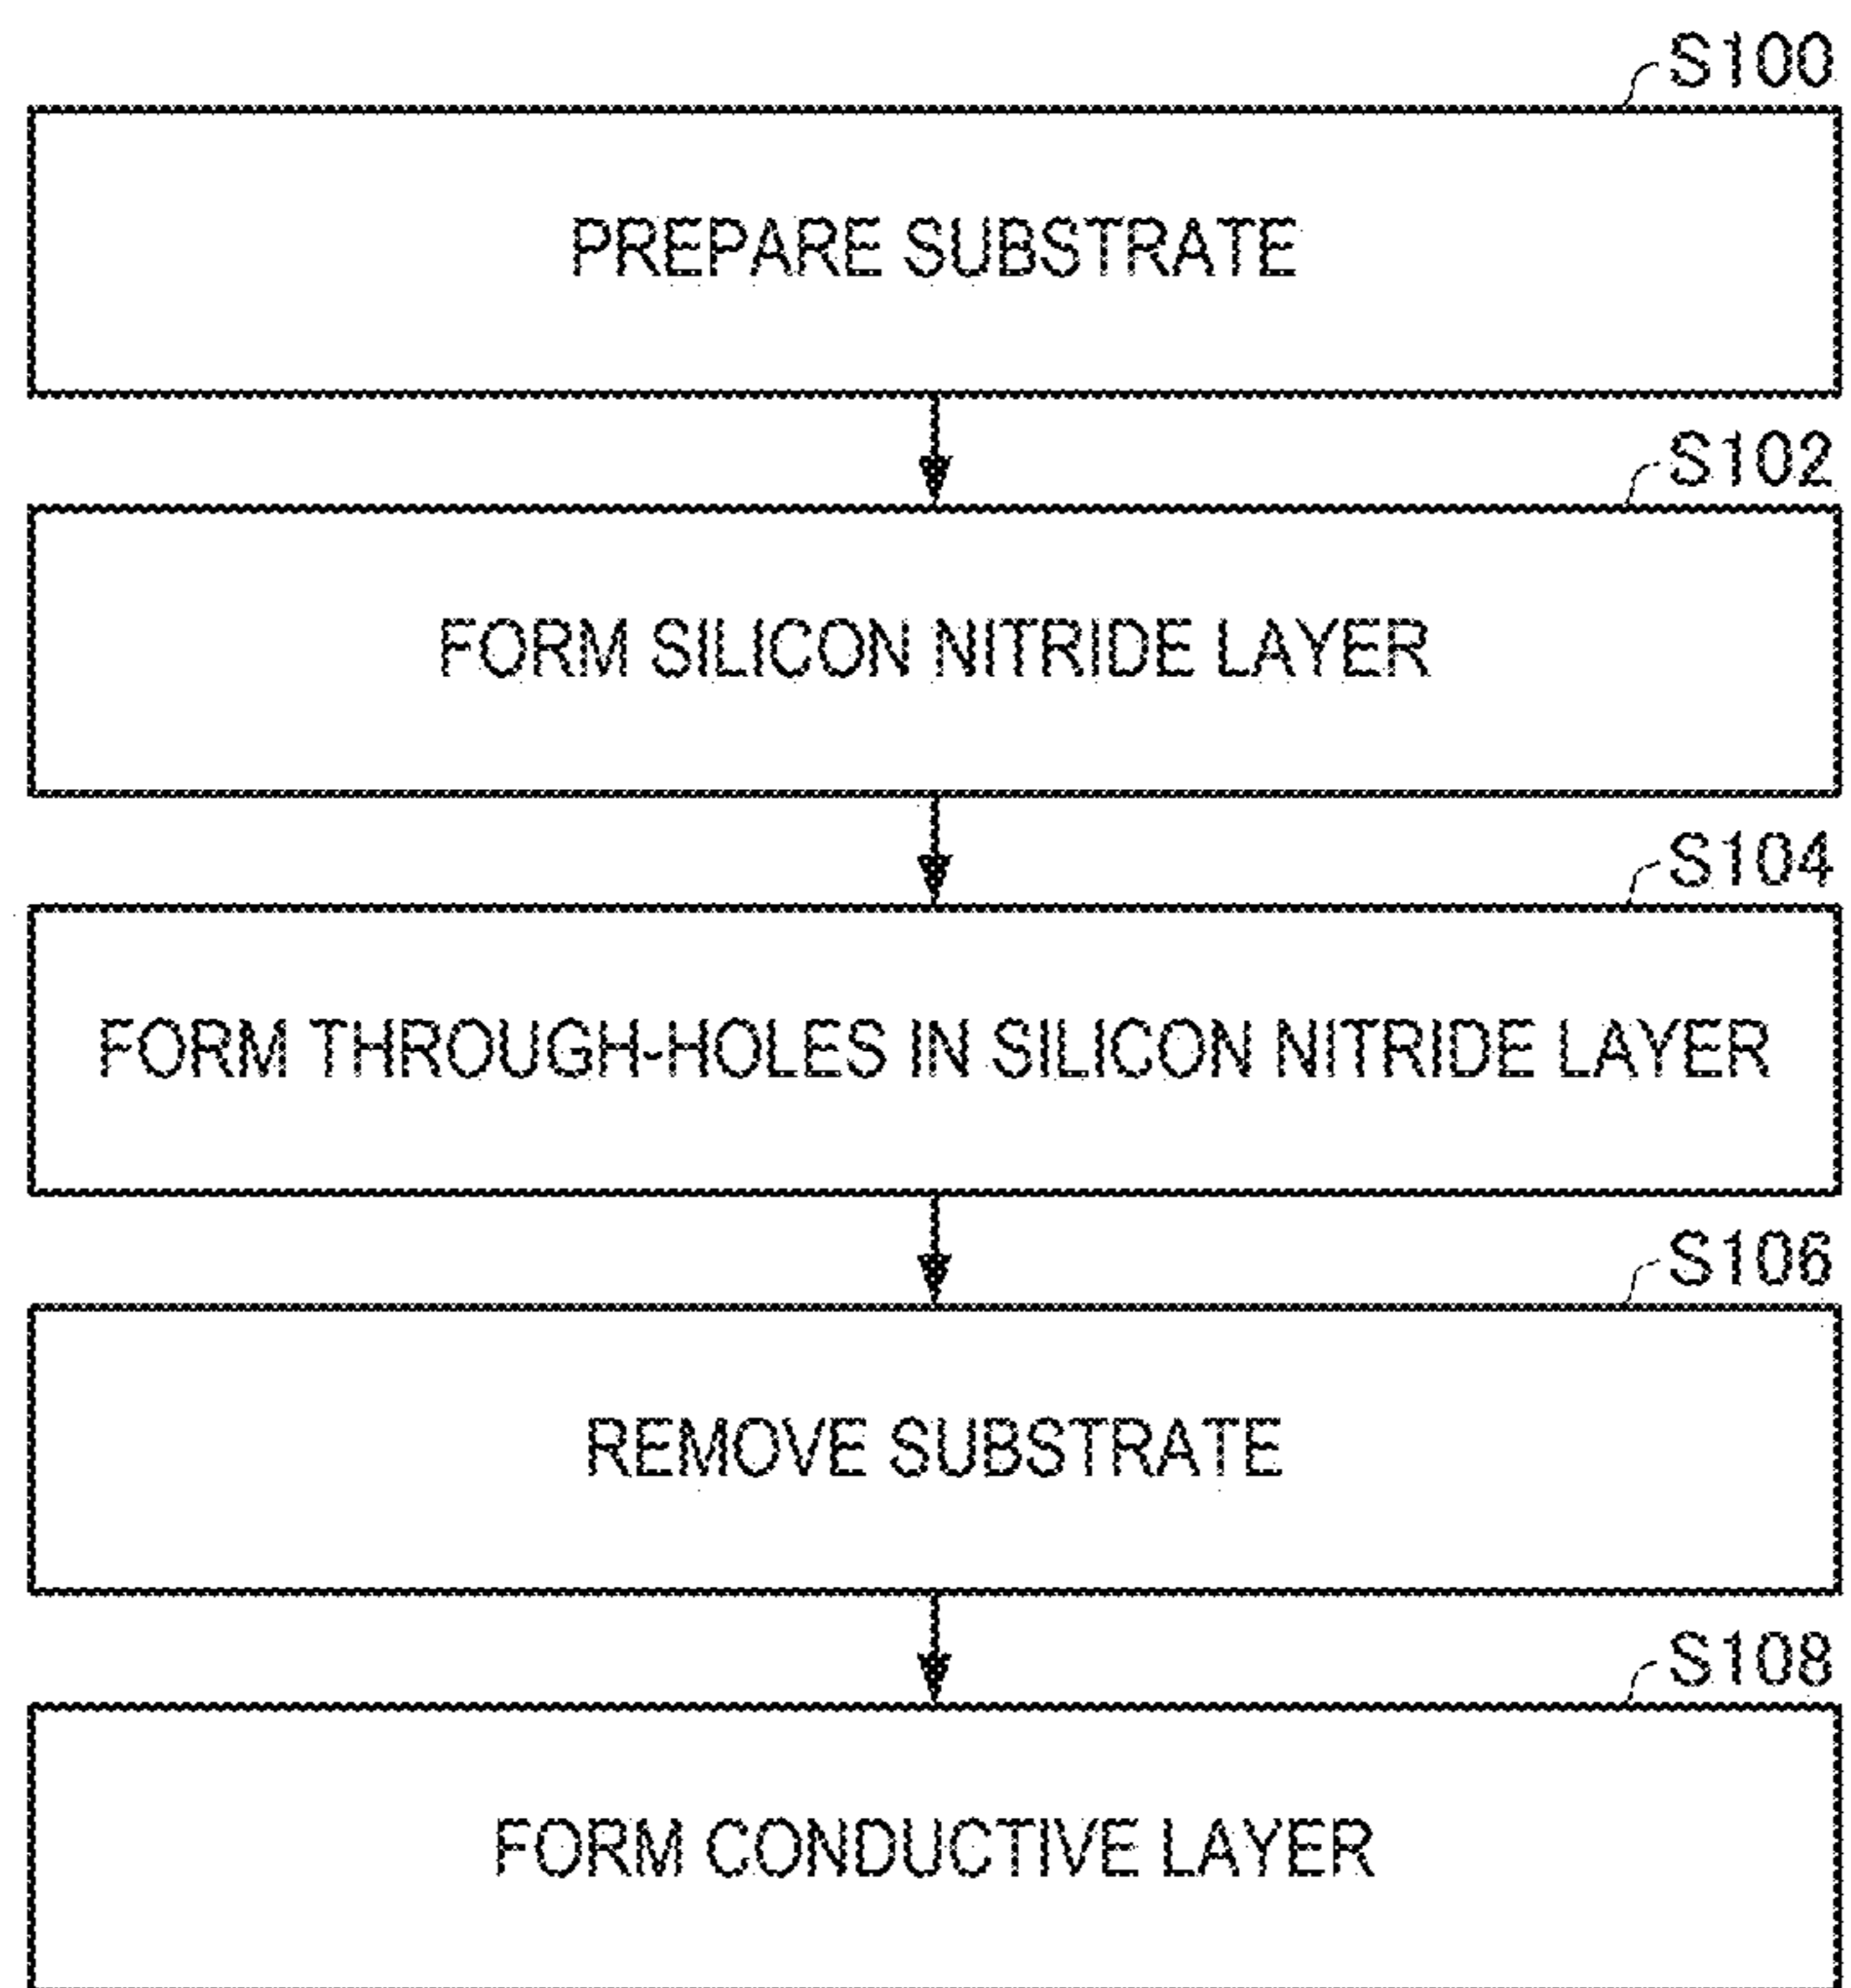 S100
PREPARE SUBSTRATE
S102
FORM SILICON NITRIDE LAYER
S104
FORM THROUGH-HOLES IN SILICON NITRIDE LAYER
S106
REMOVE SUBSTRATE
S108
FORM CONDUCTIVE LAYER